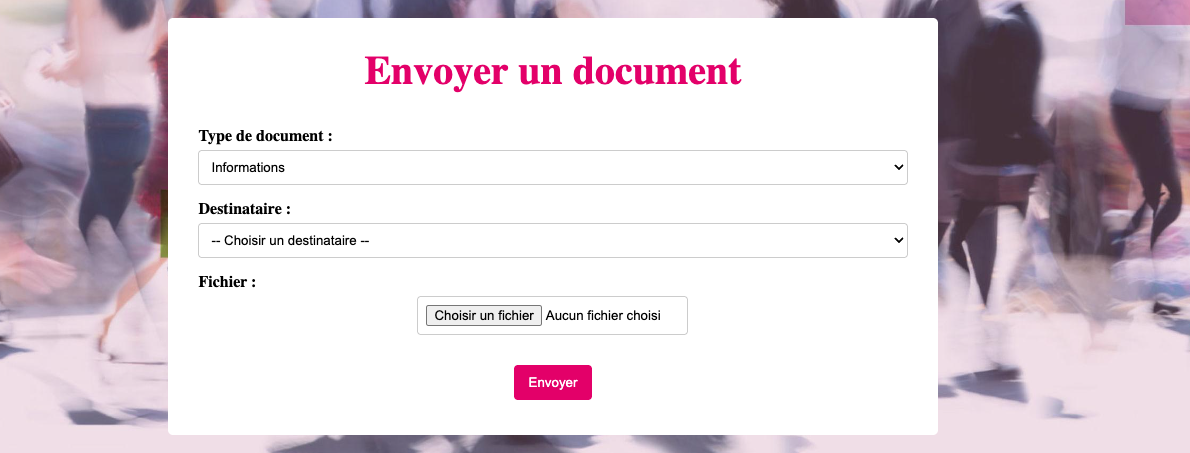 Envoyer un document
Type de document :
Informations
Destinataire :
-- Choisir un destinataire --
Fichier :
Choisir un fichier Aucun fichier choisi
Envoyer